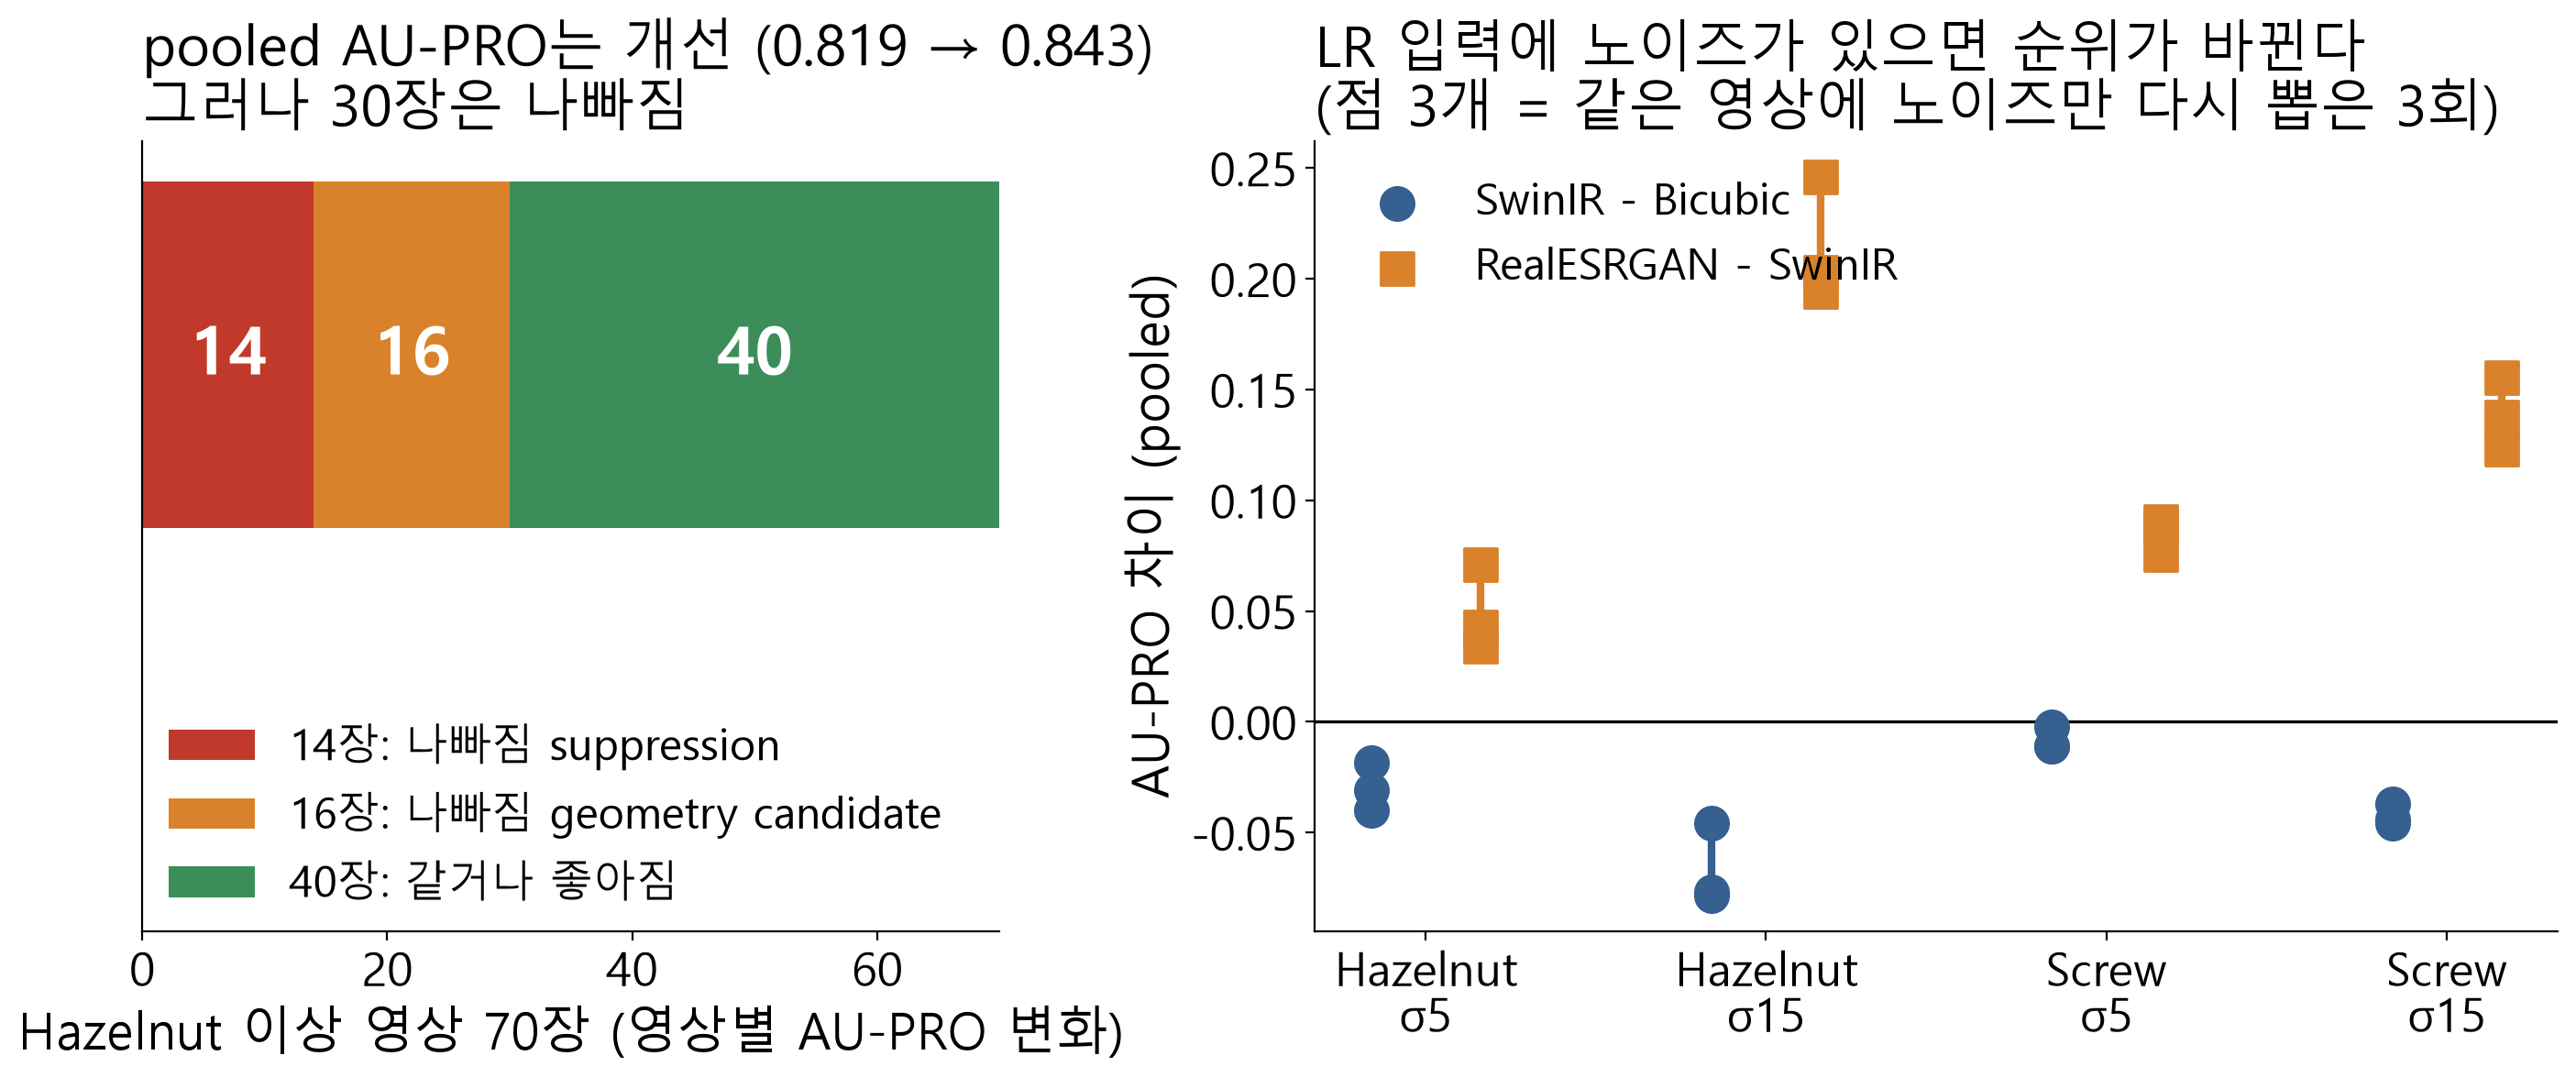 pooled AU-PRO는 개선 (0.819 → 0.843)
그러나 30장은 나빠짐
14
16
40
14장: 나빠짐 suppression
16장: 나빠짐 geometry candidate
40장: 같거나 좋아짐
0
20
40
60
Hazelnut 이상 영상 70장 (영상별 AU-PRO 변화)
LR 입력에 노이즈가 있으면 순위가 바뀐다
(점 3개 = 같은 영상에 노이즈만 다시 뽑은 3회)
AU-PRO 차이 (pooled)
0.25
0.20
0.15
0.10
0.05
0.00
-0.05
SwinIR - Bicubic
RealESRGAN - SwinIR
Hazelnut
σ5
Hazelnut
σ15
Screw
σ5
Screw
σ15